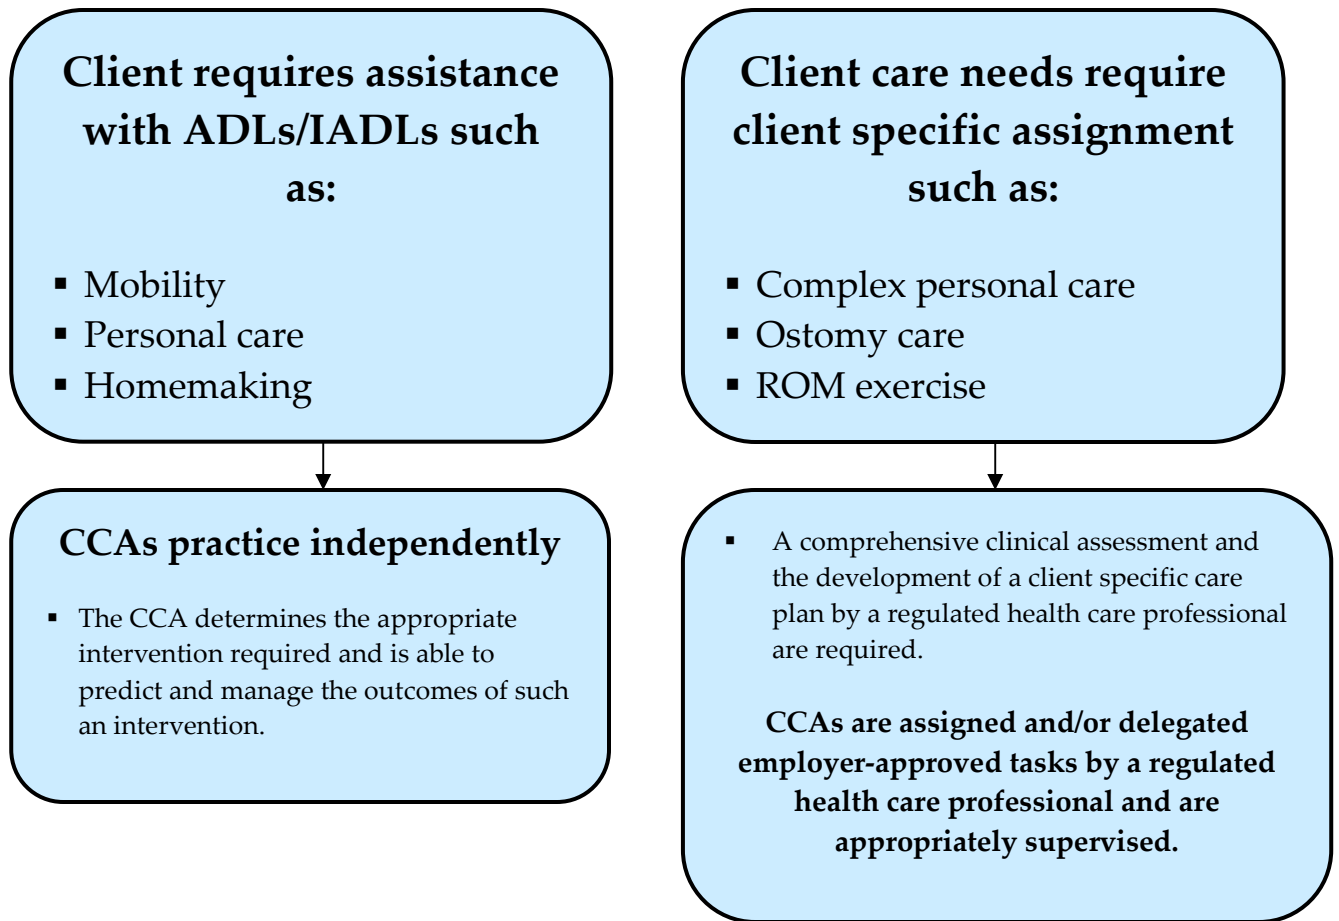 Client requires assistance
with ADLs/IADLs such
as:
▪ Mobility
▪ Personal care
▪ Homemaking
CCAs practice independently
▪ The CCA determines the appropriate
intervention required and is able to
predict and manage the outcomes of such
an intervention.
Client care needs require
client specific assignment
such as:
▪ Complex personal care
▪ Ostomy care
▪ ROM exercise
▪ A comprehensive clinical assessment and
the development of a client specific care
plan by a regulated health care professional
are required.
CCAs are assigned and/or delegated
employer-approved tasks by a regulated
health care professional and are
appropriately supervised.